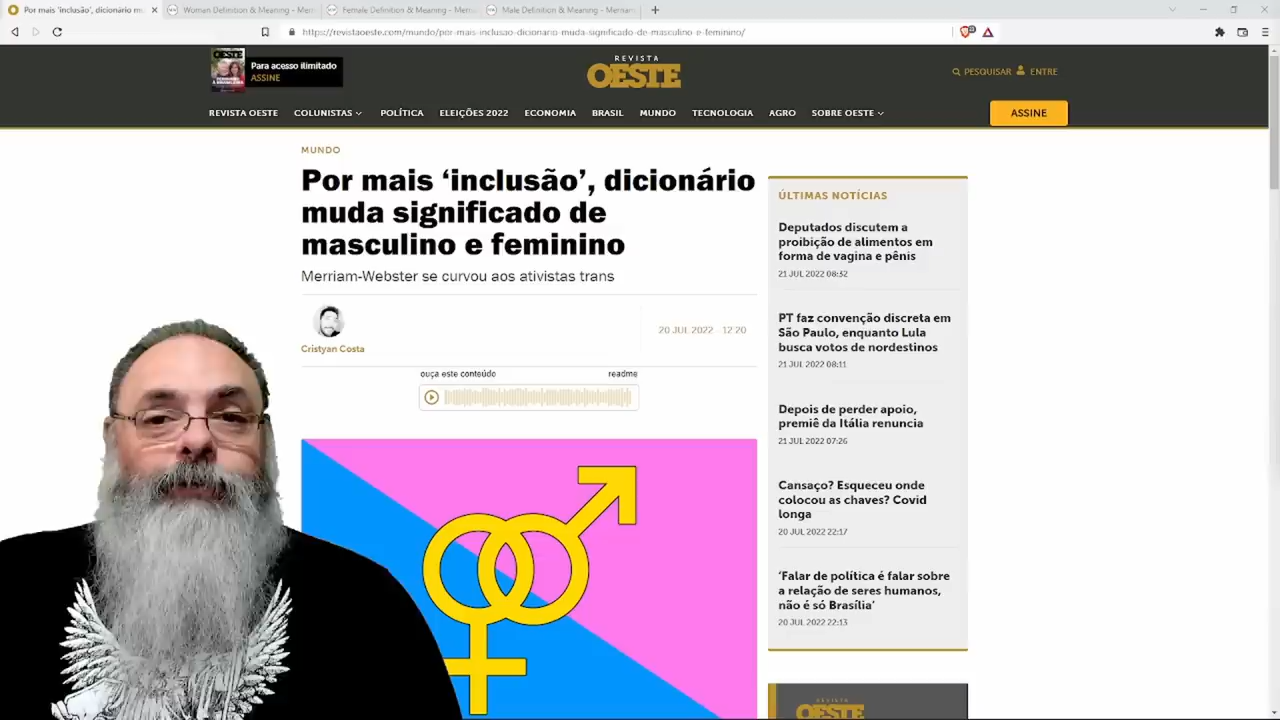 Por mais 'inclusão', dicionário mu
Woman Definition & Meaning - Merr
Female Definition & Meaning - Merria
Male Definition & Meaning - Merriam
https://revistaoeste.com/mundo/por-mais-inclusao-dicionario-muda-significado-de-masculino-e-feminino/
OESTE
Para acesso ilimitado
ASSINE
REVISTA
OESTE
PESQUISAR
ENTRE
REVISTA OESTE
COLUNISTAS
POLÍTICA
ELEIÇÕES 2022
ECONOMIA
BRASIL
MUNDO
TECNOLOGIA
AGRO
SOBRE OESTE
ASSINE
MUNDO
Por mais ‘inclusão’, dicionário
muda significado de
masculino e feminino
Merriam-Webster se curvou aos ativistas trans
Cristyan Costa
20 JUL 2022 - 12:20
ouça este conteúdo
readme
ÚLTIMAS NOTÍCIAS
Deputados discutem a
proibição de alimentos em
forma de vagina e pênis
21 JUL 2022 08:32
PT faz convenção discreta em
São Paulo, enquanto Lula
busca votos de nordestinos
21 JUL 2022 08:11
Depois de perder apoio,
premiê da Itália renuncia
21 JUL 2022 07:26
Cansaço? Esqueceu onde
colocou as chaves? Covid
longa
20 JUL 2022 22:17
‘Falar de política é falar sobre
a relação de seres humanos,
não é só Brasília’
20 JUL 2022 22:13
REVISTA
OESTE